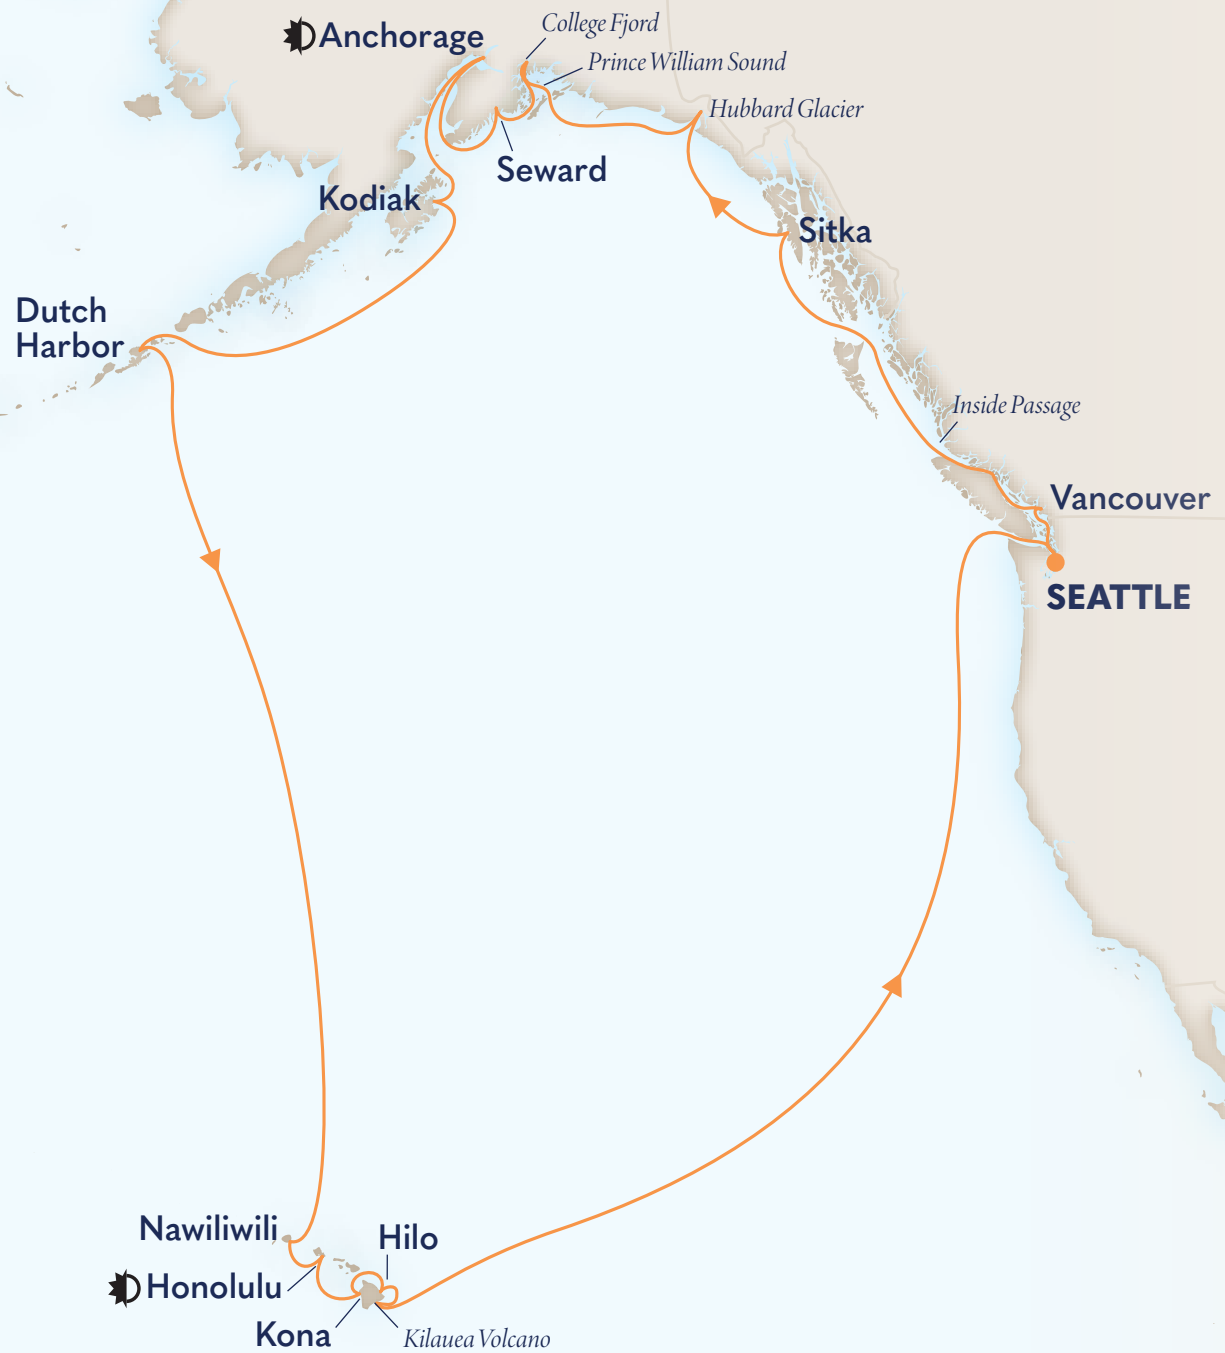 College Fjord
Anchorage
Prince William Sound
Hubbard Glacier
Seward
Kodiak
Sitka
Dutch
Harbor
Inside Passage
Vancouver
SEATTLE
Nawiliwili
Hilo
Honolulu
Kona
Kilauea Volcano